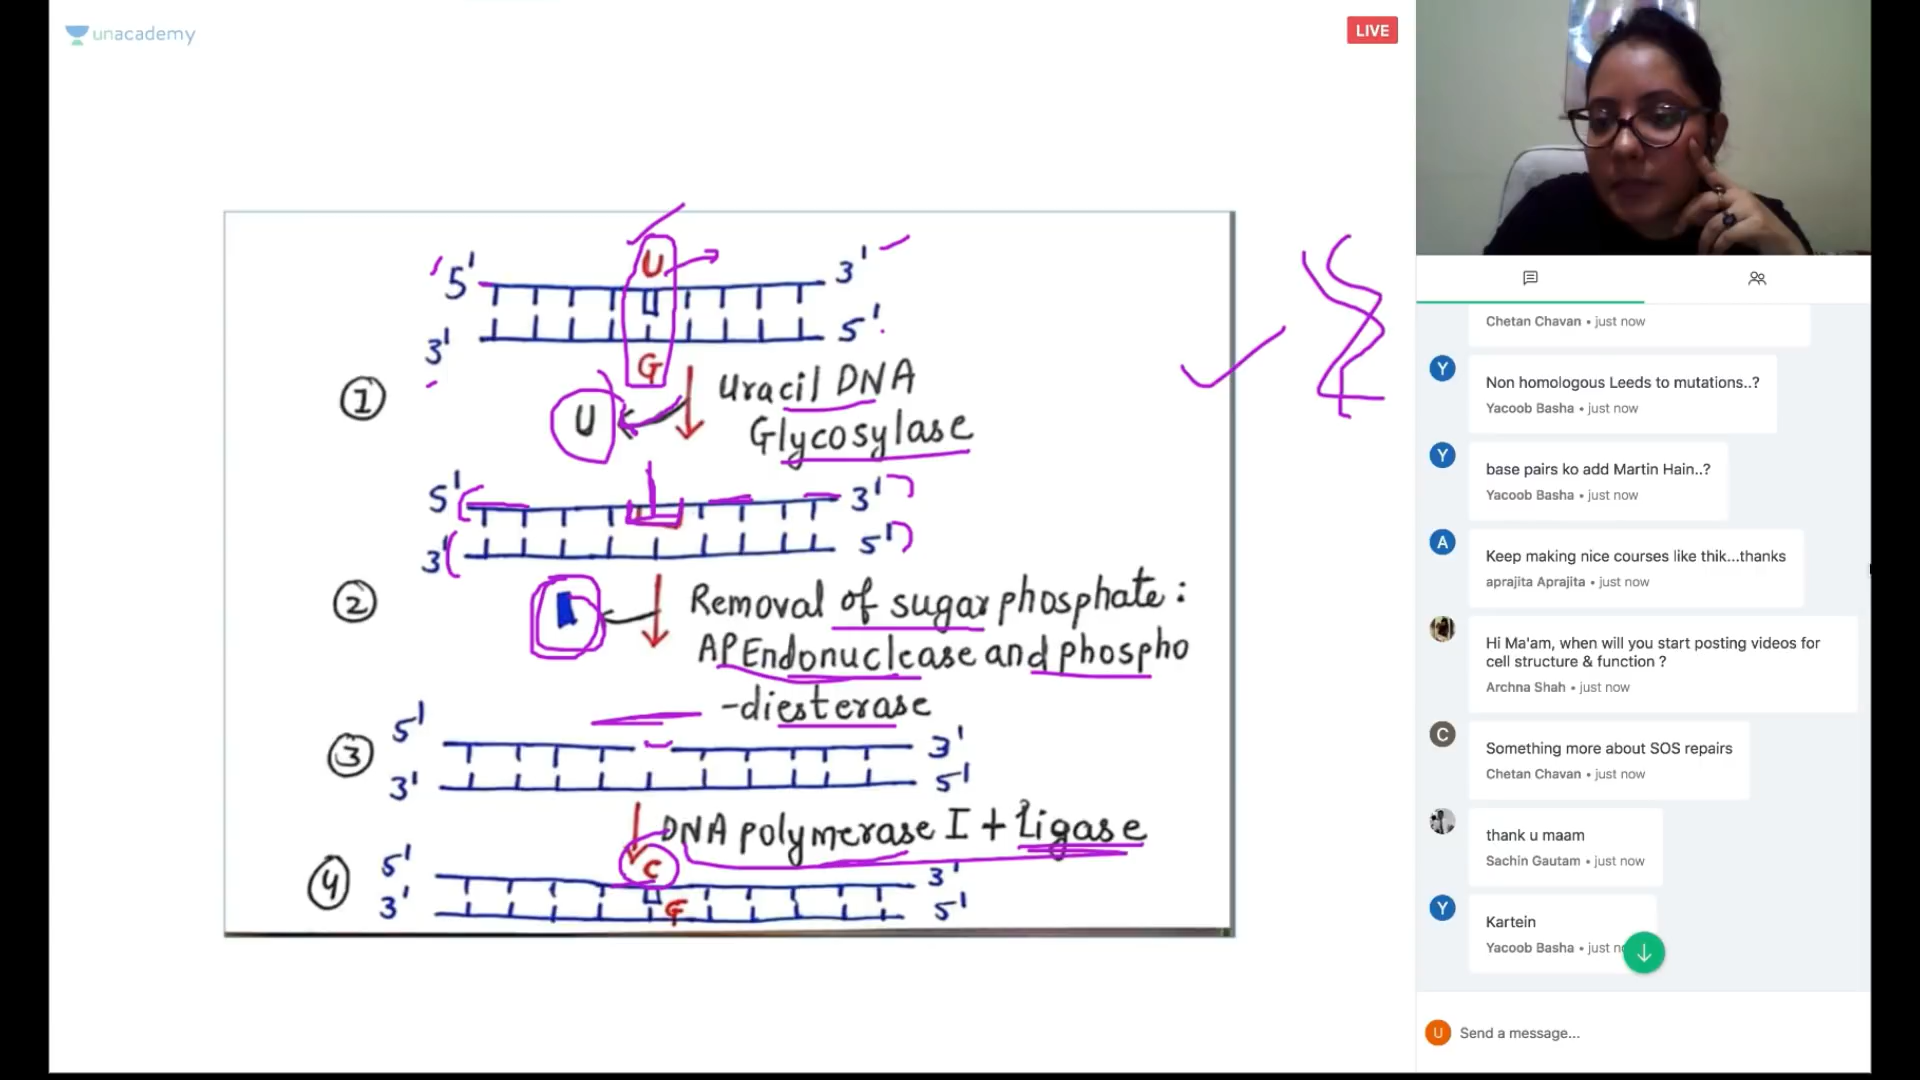 unacademy
LIVE
U
5' 3'
3' 5'
G
① U Uracil DNA
Glycosylase
5' 3'
3' 5'
② Removal of sugar phosphate:
AP Endonuclease and phospho
-diesterase
③ 5' 3'
3' 5'
DNA polymerase I + Ligase
C
④ 5' 3'
3' G 5'
Chetan Chavan • just now
Y
Non homologous Leeds to mutations..?
Yacoob Basha • just now
Y
base pairs ko add Martin Hain..?
Yacoob Basha • just now
A
Keep making nice courses like thik...thanks
aprajita Aprajita • just now
Hi Ma'am, when will you start posting videos for
cell structure & function ?
Archna Shah • just now
C
Something more about SOS repairs
Chetan Chavan • just now
thank u maam
Sachin Gautam • just now
Y
Kartein
Yacoob Basha • just
U
Send a message...